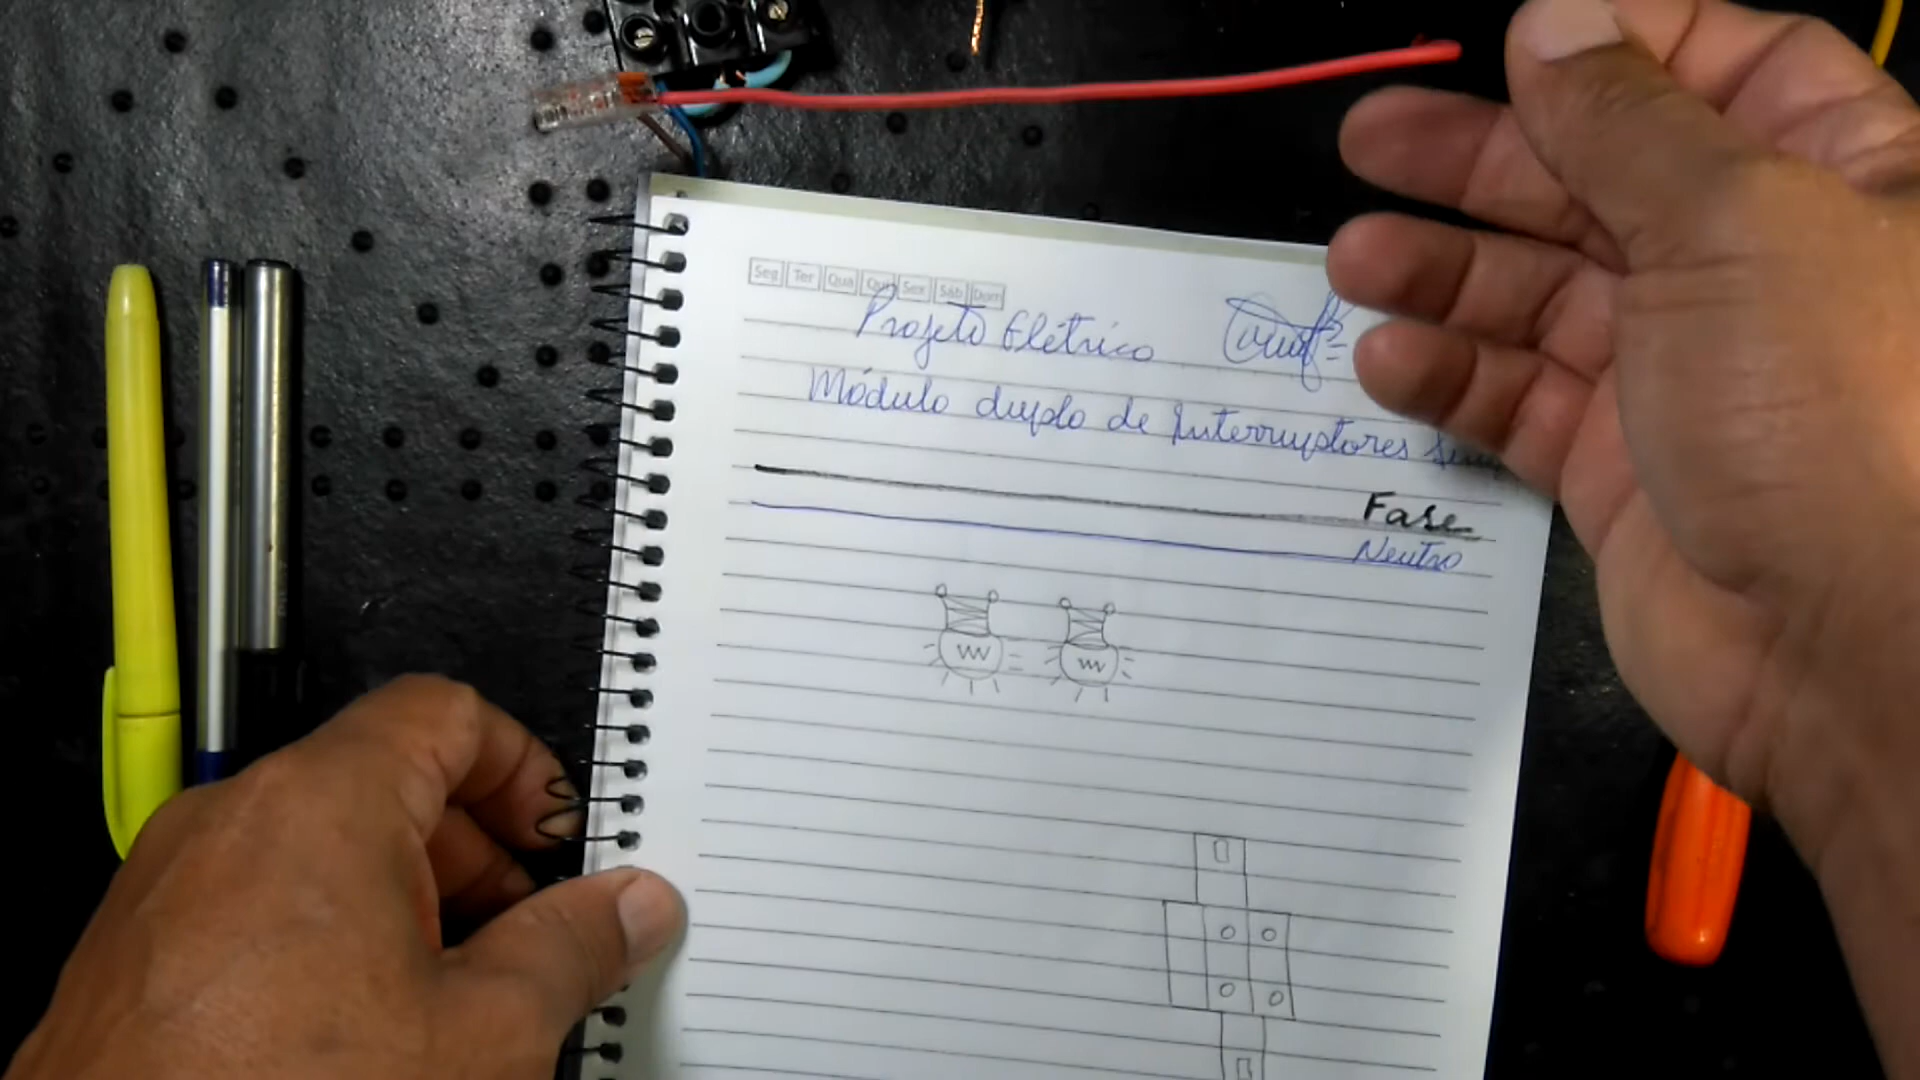 Seg Ter Qua Qui Sex Sáb Dom
Projeto Elétrico
Módulo duplo de Interruptores
Fase
Neutro